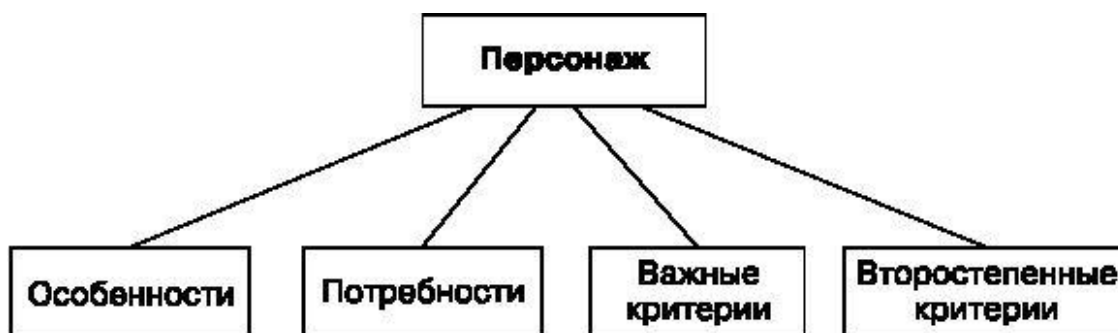 Персонаж
Особенности
Потребности
Важные
критерии
Второстепенные
критерии